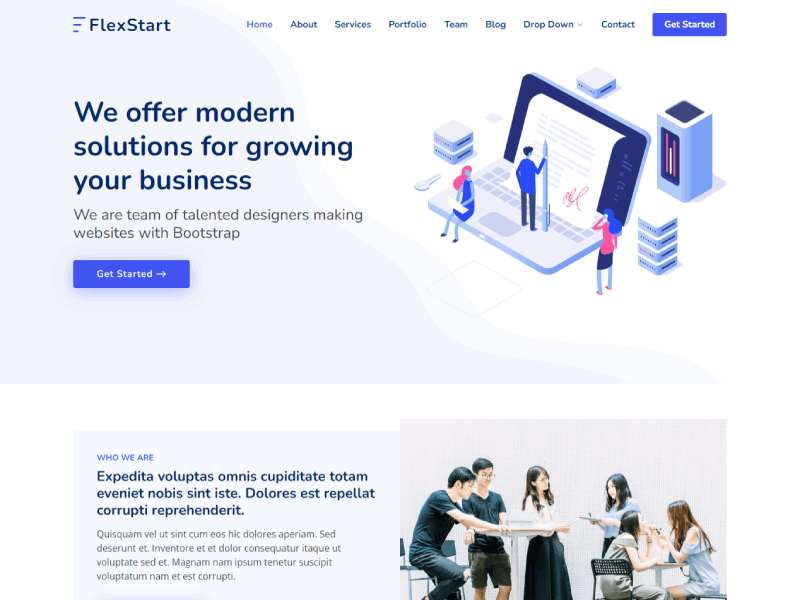 FlexStart
Home About Services Portfolio Team Blog Drop Down Contact Get Started
We offer modern
solutions for growing
your business
We are team of talented designers making
websites with Bootstrap
Get Started →
WHO WE ARE
Expedita voluptas omnis cupiditate totam
eveniet nobis sint iste. Dolores est repellat
corrupti reprehenderit.
Quisquam vel ut sint cum eos hic dolores aperiam. Sed
deserunt et. Inventore et et dolor consequatur itaque ut
voluptate sed et. Magnam nam ipsum tenetur suscipit
voluptatum nam et est corrupti.